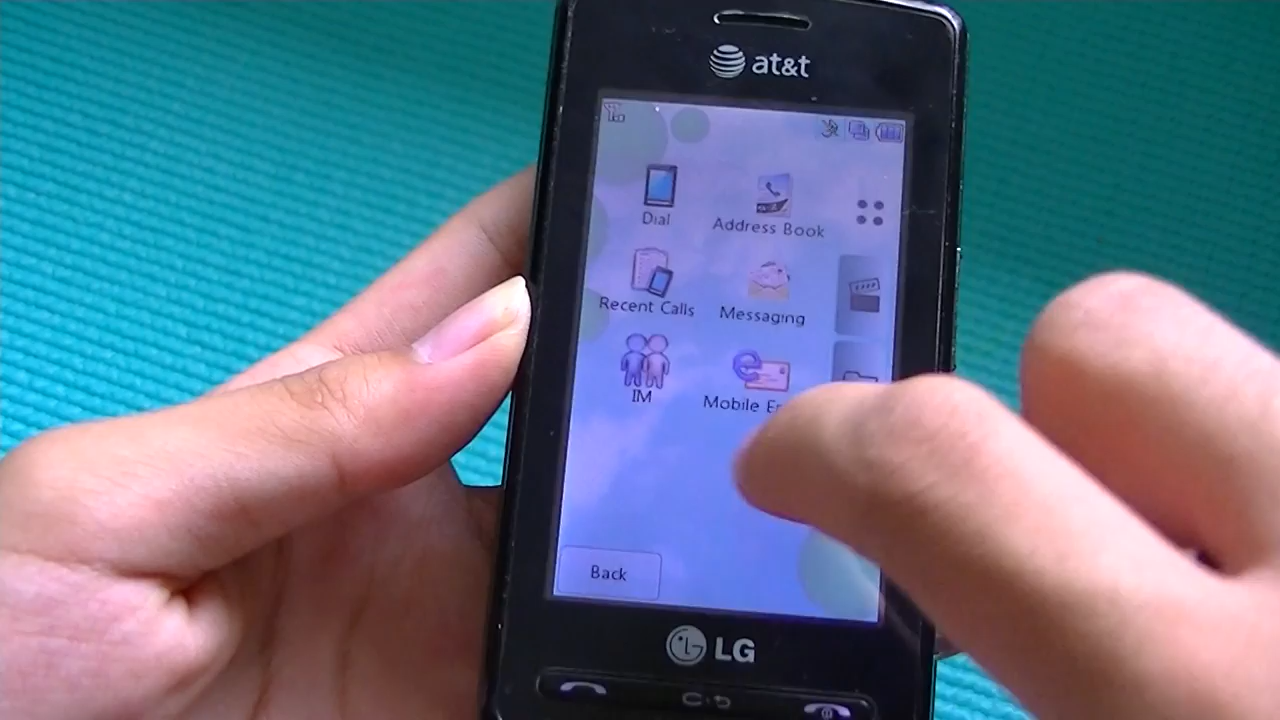 at&t
Dial
Address Book
Recent Calls
Messaging
IM
Mobile
Back
LG